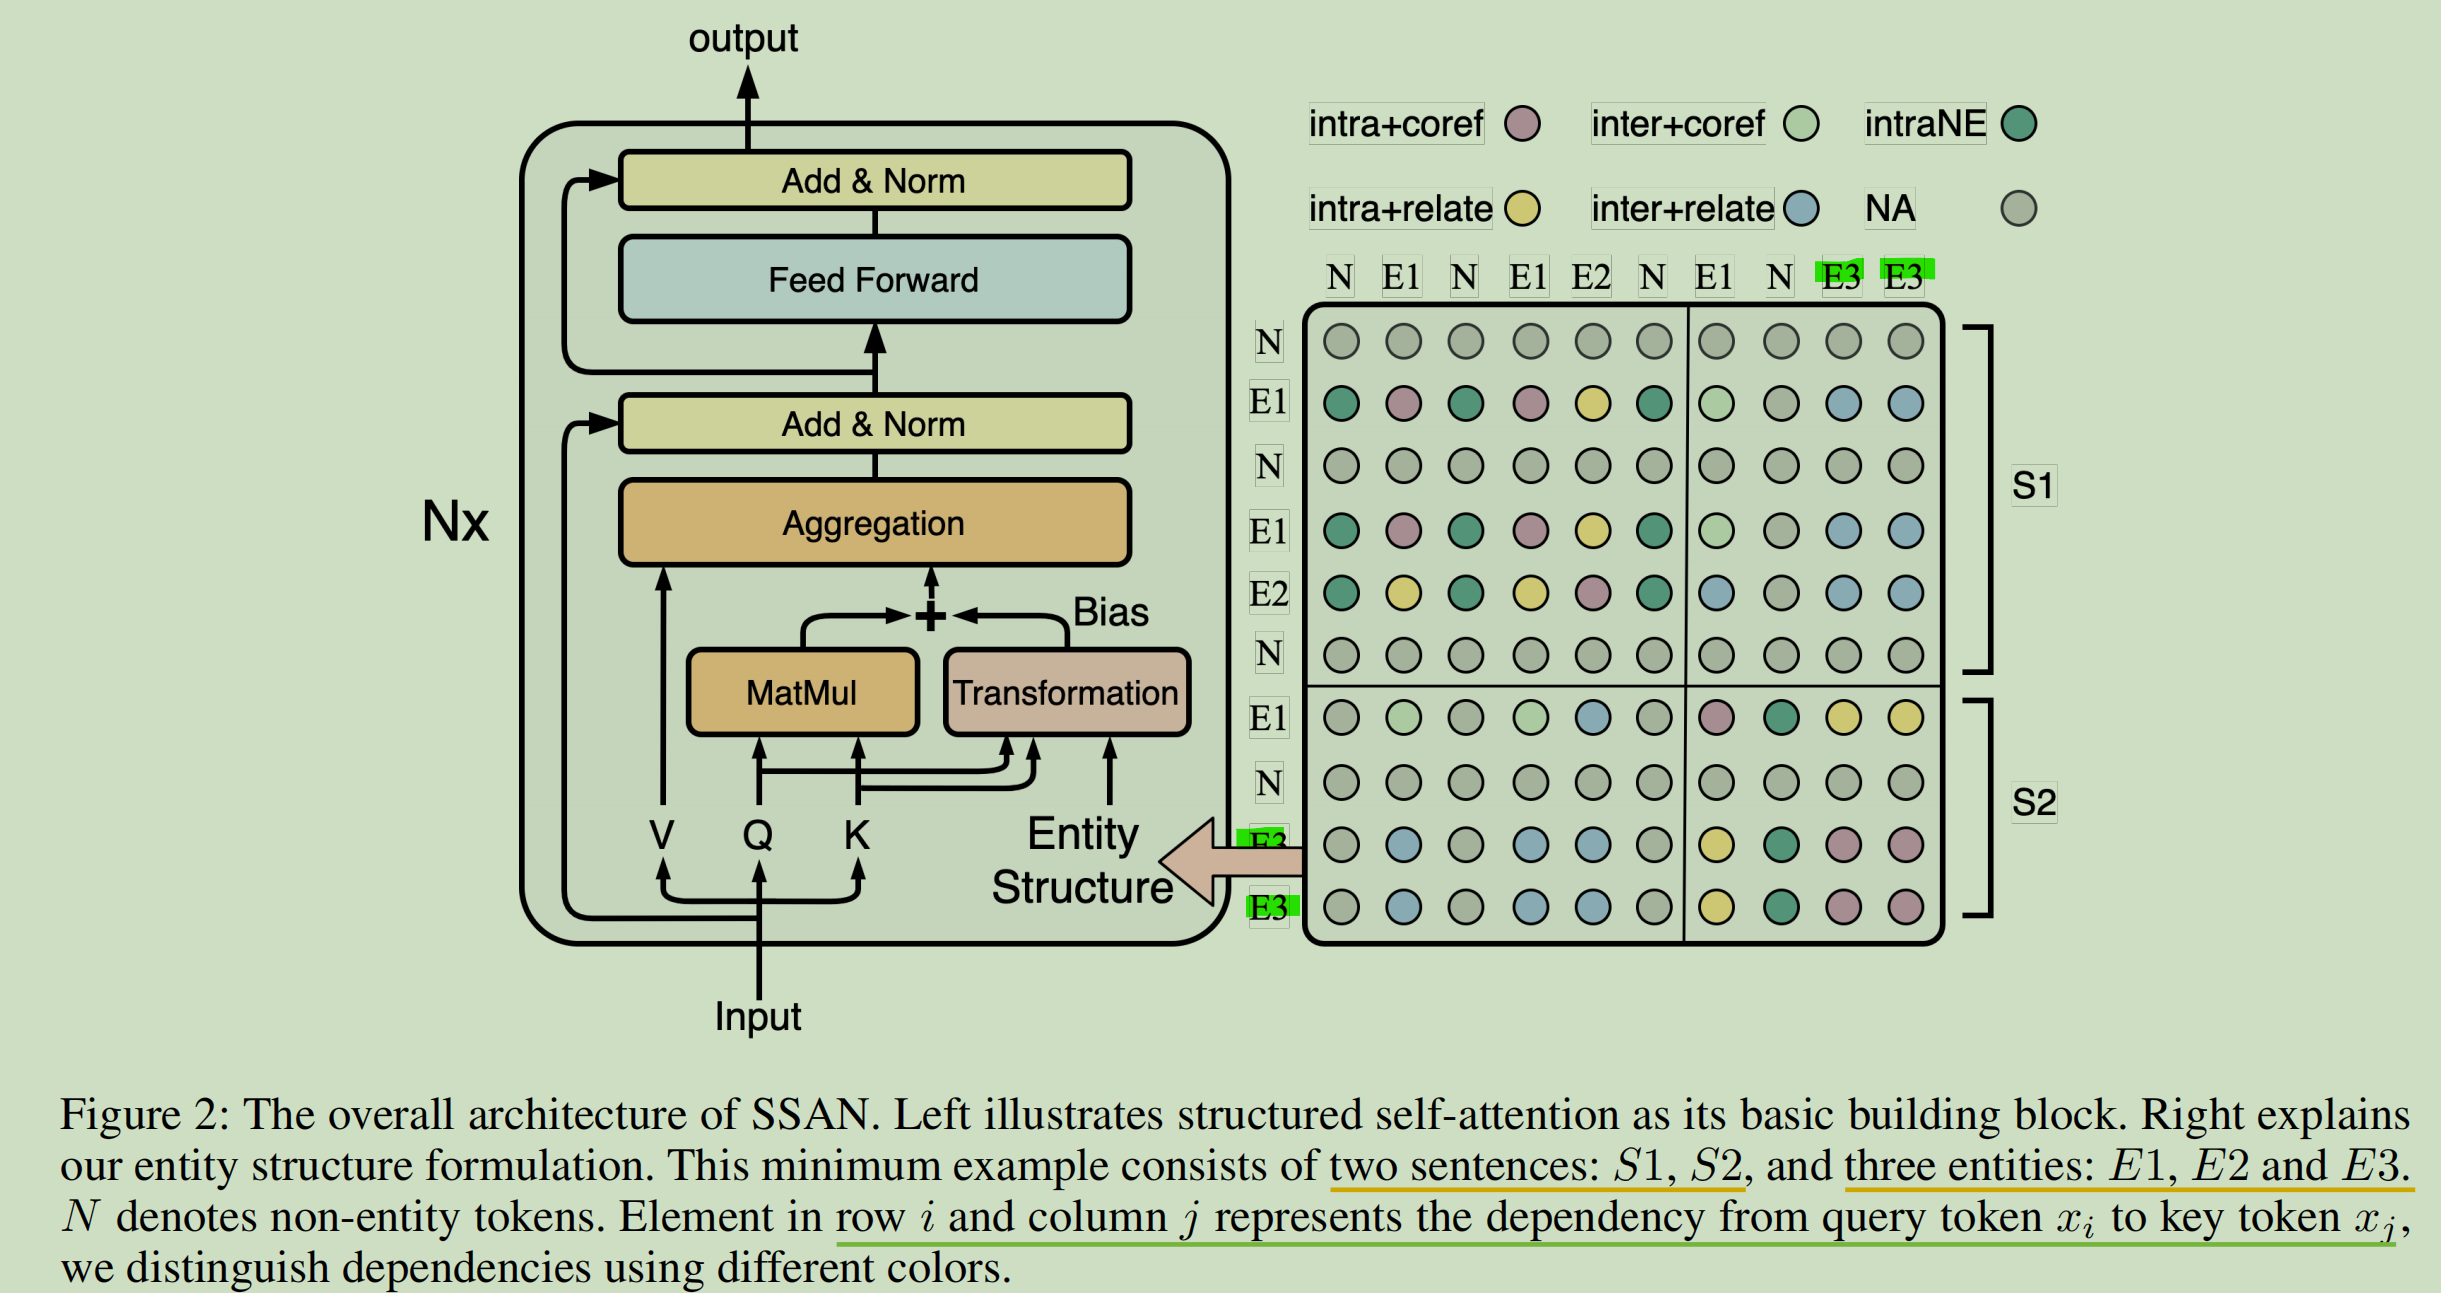 output
Add & Norm
Feed Forward
Add & Norm
Aggregation
Nx
Bias
MatMul
Transformation
V Q K
Entity
Structure
Input
intra+coref inter+coref intraNE
intra+relate inter+relate NA
N E1 N E1 E2 N E1 N E3 E3
N
E1
N
E1
E2
N
E1
N
E3
E3
S1
S2
Figure 2: The overall architecture of SSAN. Left illustrates structured self-attention as its basic building block. Right explains
our entity structure formulation. This minimum example consists of two sentences: S1, S2, and three entities: E1, E2 and E3.
N denotes non-entity tokens. Element in row i and column j represents the dependency from query token xᵢ to key token xⱼ,
we distinguish dependencies using different colors.